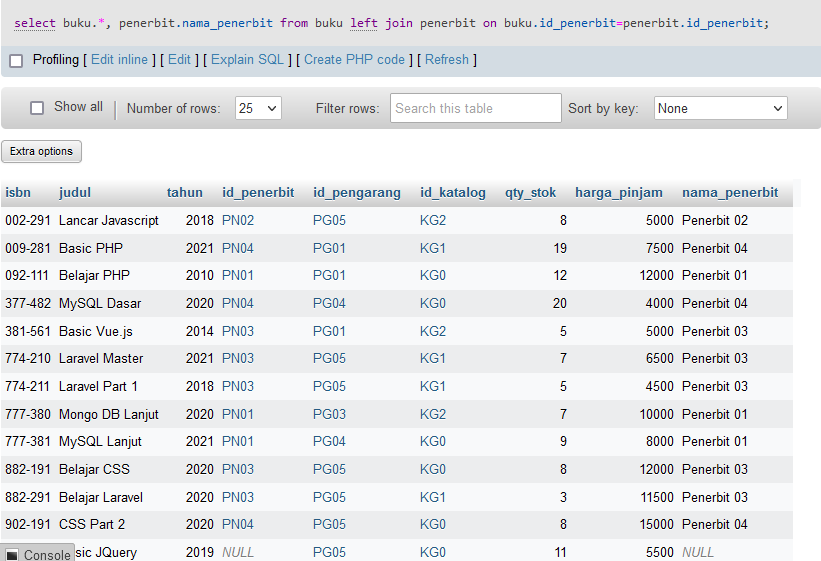 select buku.*, penerbit.nama_penerbit from buku left join penerbit on buku.id_penerbit=penerbit.id_penerbit;
Profiling [ Edit inline ] [ Edit ] [ Explain SQL ] [ Create PHP code ] [ Refresh ]
Show all Number of rows: 25 Filter rows: Search this table Sort by key: None
Extra options
isbn judul tahun id_penerbit id_pengarang id_katalog qty_stok harga_pinjam nama_penerbit
002-291 Lancar Javascript 2018 PN02 PG05 KG2 8 5000 Penerbit 02
009-281 Basic PHP 2021 PN04 PG01 KG1 19 7500 Penerbit 04
092-111 Belajar PHP 2010 PN01 PG01 KG0 12 12000 Penerbit 01
377-482 MySQL Dasar 2020 PN04 PG04 KG0 20 4000 Penerbit 04
381-561 Basic Vue.js 2014 PN03 PG01 KG2 5 5000 Penerbit 03
774-210 Laravel Master 2021 PN03 PG05 KG1 7 6500 Penerbit 03
774-211 Laravel Part 1 2018 PN03 PG05 KG1 5 4500 Penerbit 03
777-380 Mongo DB Lanjut 2020 PN01 PG03 KG2 7 10000 Penerbit 01
777-381 MySQL Lanjut 2021 PN01 PG04 KG0 9 8000 Penerbit 01
882-191 Belajar CSS 2020 PN03 PG05 KG0 8 12000 Penerbit 03
882-291 Belajar Laravel 2020 PN03 PG05 KG1 3 11500 Penerbit 03
902-191 CSS Part 2 2020 PN04 PG05 KG0 8 15000 Penerbit 04
Console sic JQuery 2019 NULL PG05 KG0 11 5500 NULL